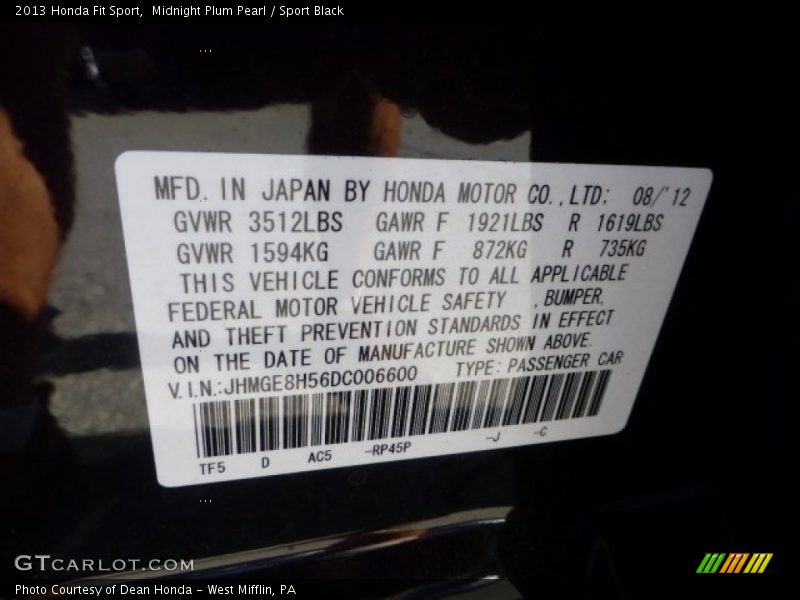 2013 Honda Fit Sport,  Midnight Plum Pearl / Sport Black
MFD. IN JAPAN BY HONDA MOTOR CO.,LTD; 08/'12
GVWR 3512LBS GAWR F 1921LBS R 1619LBS
GVWR 1594KG GAWR F 872KG R 735KG
THIS VEHICLE CONFORMS TO ALL APPLICABLE
FEDERAL MOTOR VEHICLE SAFETY ,BUMPER,
AND THEFT PREVENTION STANDARDS IN EFFECT
ON THE DATE OF MANUFACTURE SHOWN ABOVE.
V.I.N.:JHMGE8H56DC006600 TYPE: PASSENGER CAR
TF5 D AC5 -RP45P -J -C
GTCARLOT.COM
Photo Courtesy of Dean Honda - West Mifflin, PA